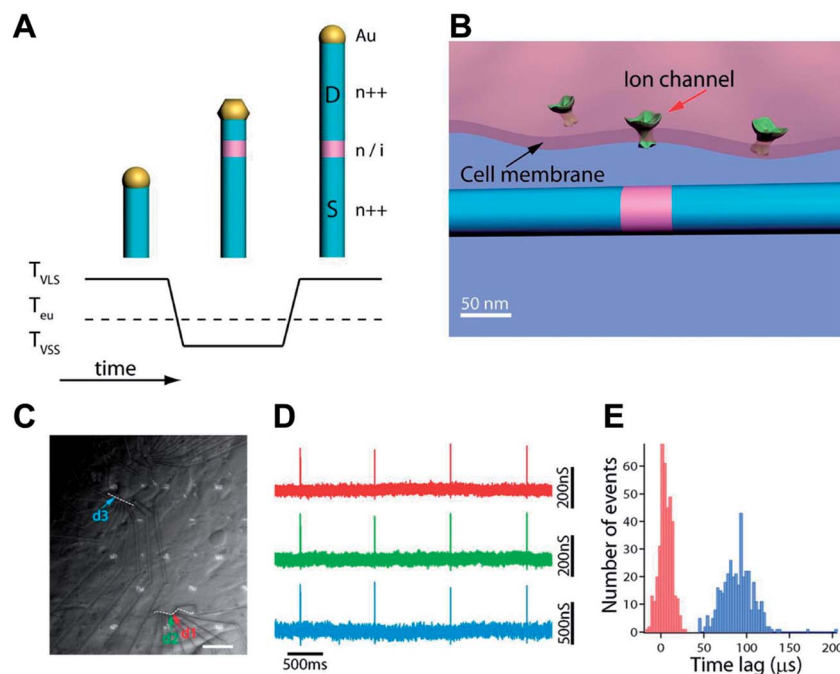 A
Au
D
n++
n / i
S
n++
T_VLS
T_eu
T_VSS
time
B
Ion channel
Cell membrane
50 nm
C
d3
d2
d1
D
200nS
200nS
500nS
500ms
E
Number of events
60
50
40
30
20
10
0
0
50
100
150
200
Time lag (μs)